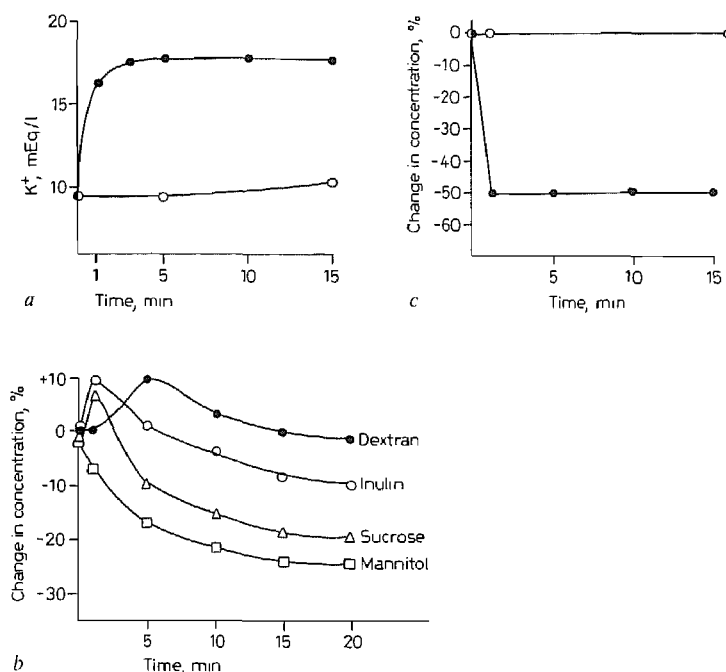 20
15
10
K⁺, mEq/l
1
5
10
15
a
Time, min
0
-10
-20
-30
-40
-50
-60
Change in concentration, %
5
10
15
c
Time, min
+10
0
-10
-20
-30
Change in concentration, %
Dextran
Inulin
Sucrose
Mannitol
5
10
15
20
b
Time, min